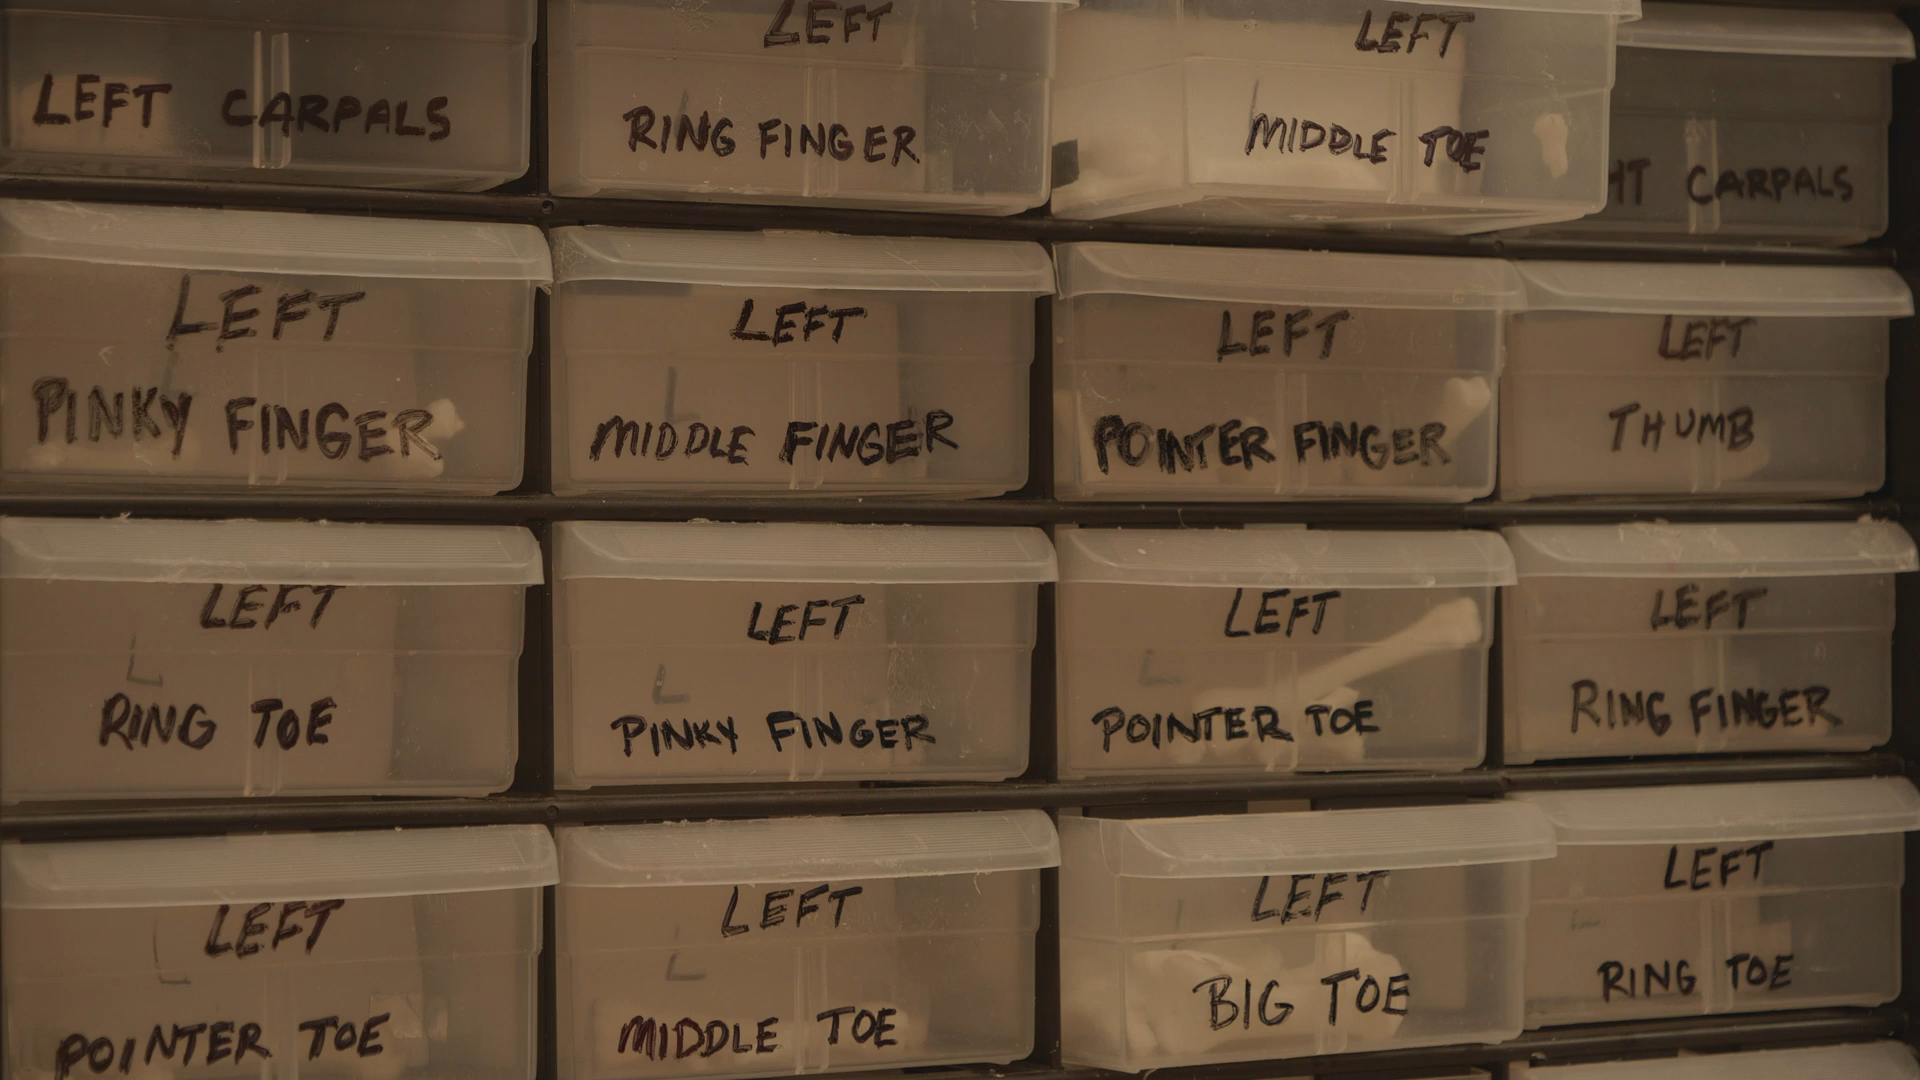 LEFT CARPALS
LEFT
RING FINGER
LEFT
MIDDLE TOE
HT CARPALS
LEFT
PINKY FINGER
LEFT
L
MIDDLE FINGER
LEFT
POINTER FINGER
LEFT
THUMB
LEFT
L
RING TOE
LEFT
L
PINKY FINGER
LEFT
L
POINTER TOE
LEFT
RING FINGER
LEFT
L
POINTER TOE
LEFT
L
MIDDLE TOE
LEFT
BIG TOE
LEFT
L
RING TOE